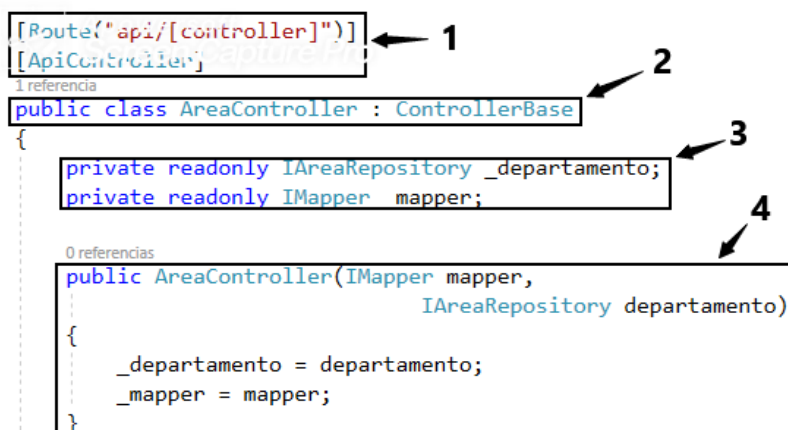 [Route("api/[controller]")]
1
[ApiController]
1 referencia
2
public class AreaController : ControllerBase
{
3
private readonly IAreaRepository _departamento;
private readonly IMapper _mapper;
4
0 referencias
public AreaController(IMapper mapper,
IAreaRepository departamento)
{
_departamento = departamento;
_mapper = mapper;
}